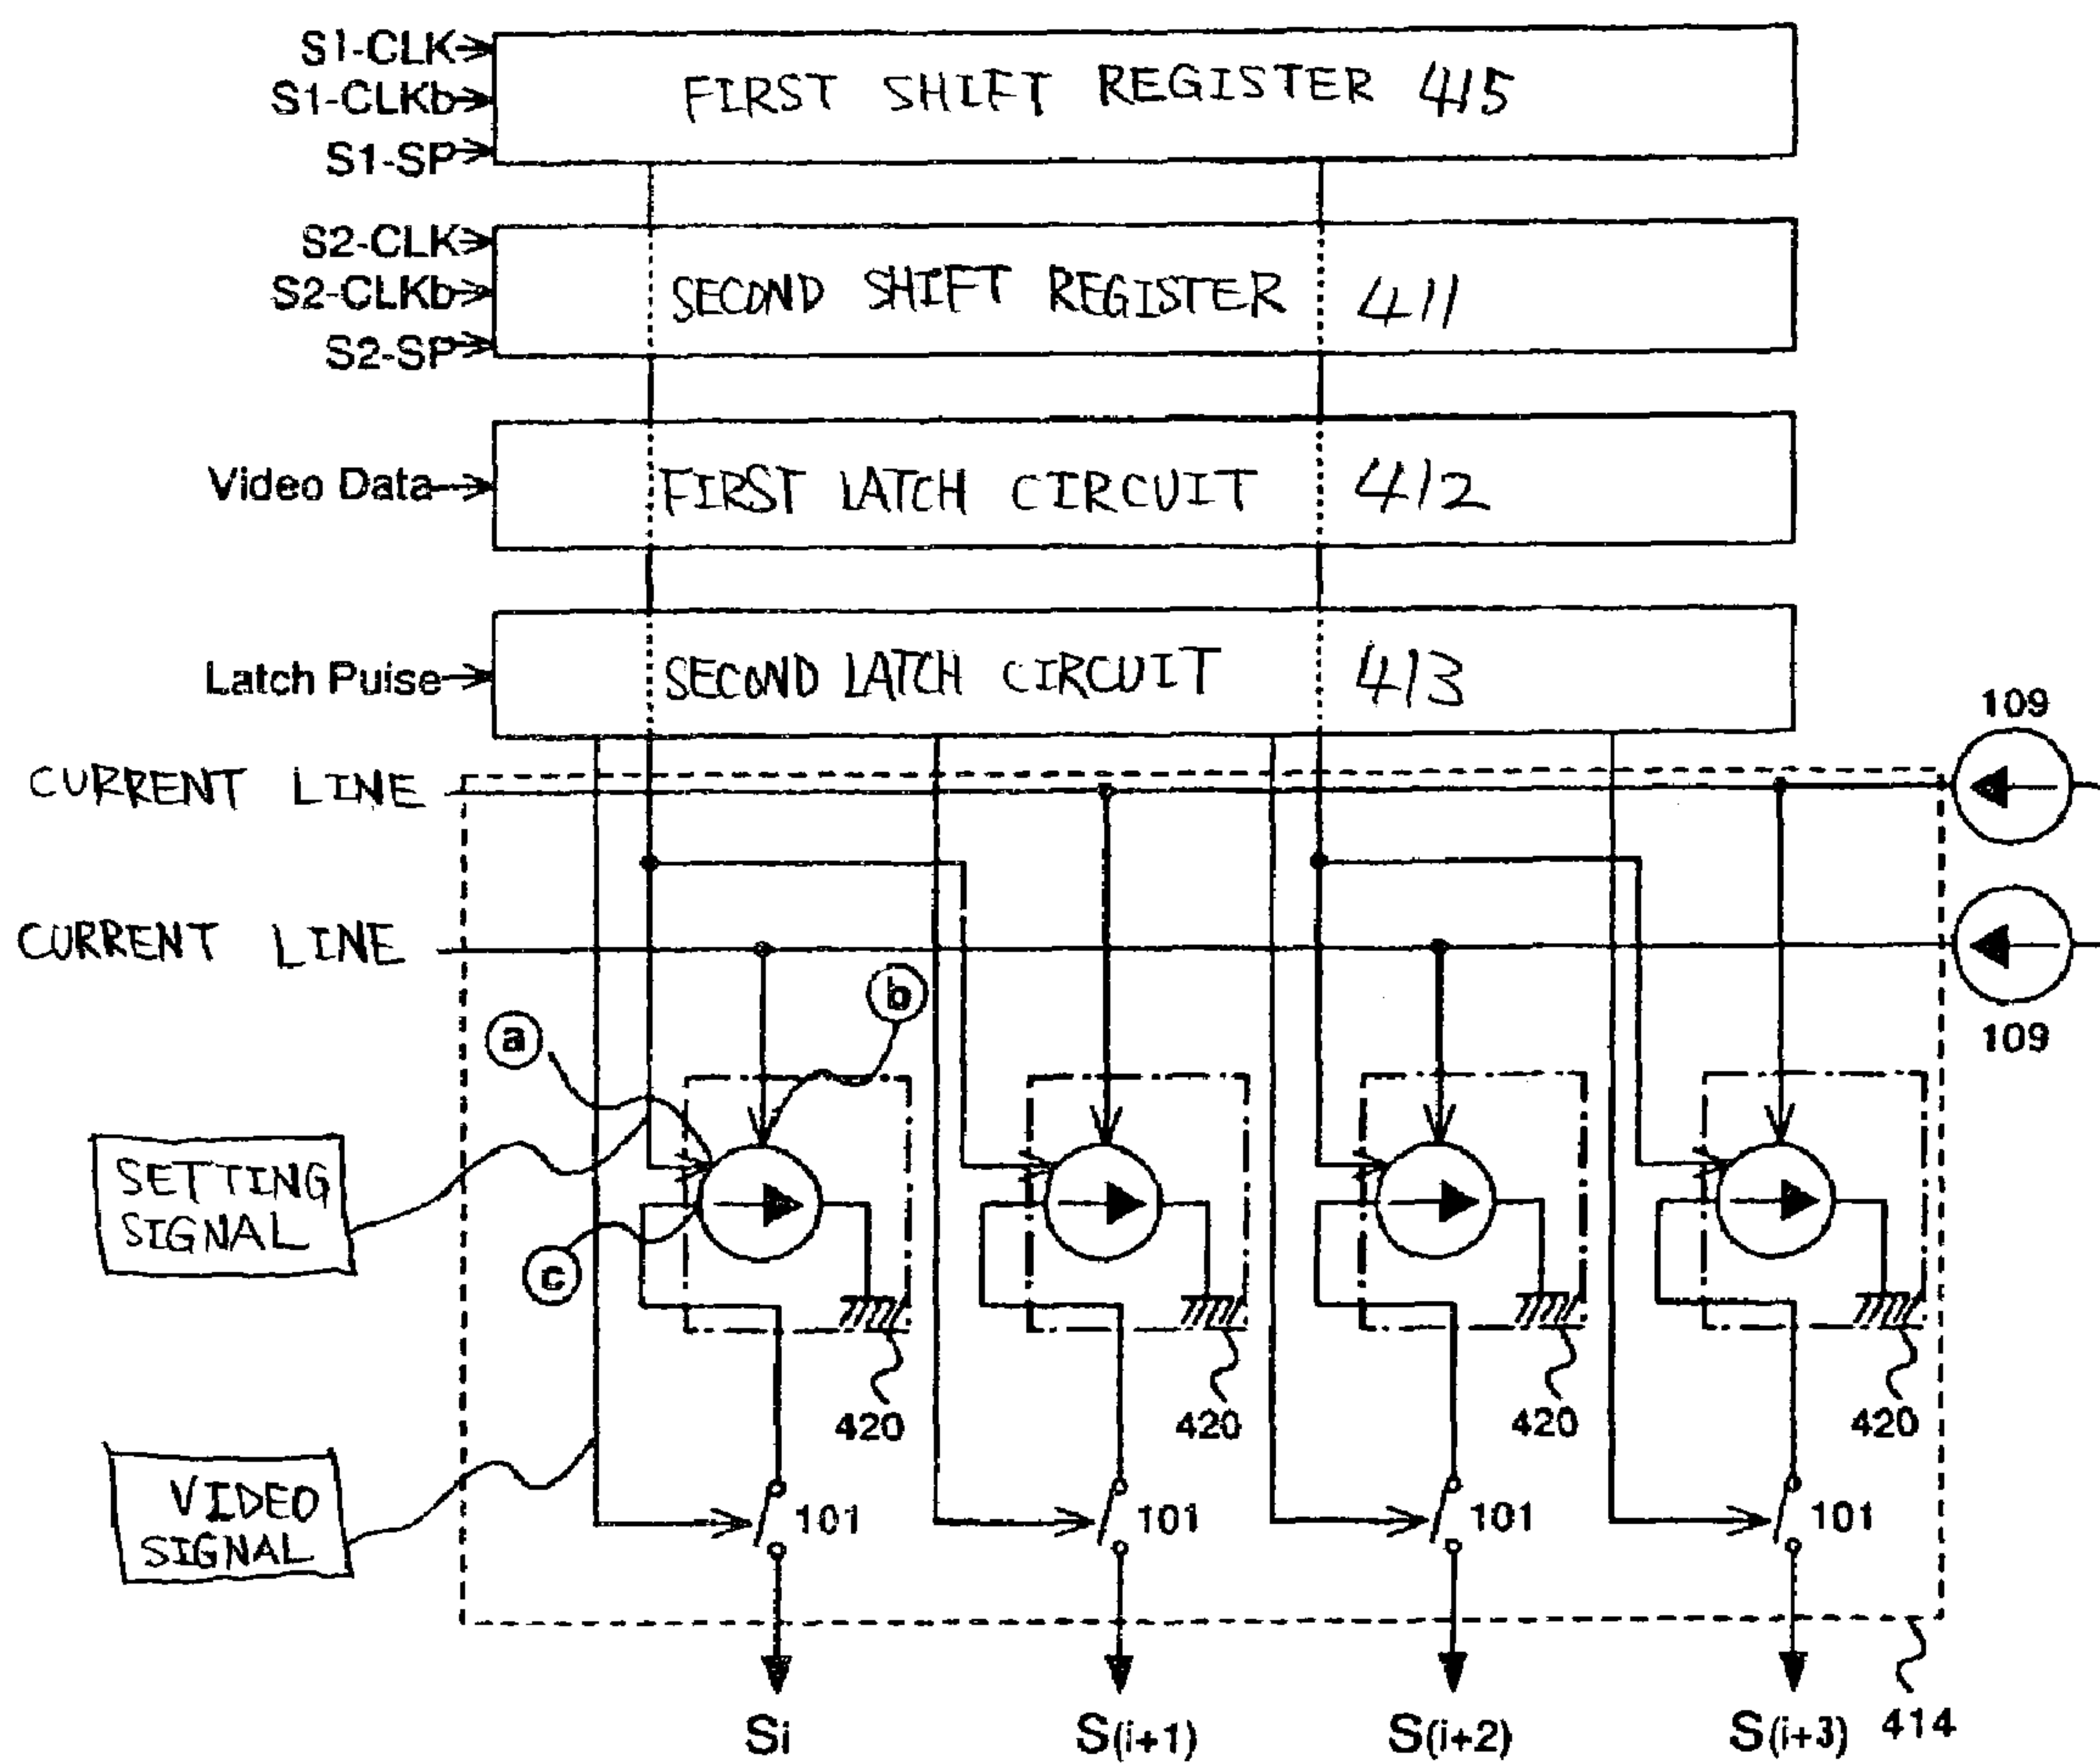 S1-CLK
S1-CLKb
S1-SP
FIRST SHIFT REGISTER 415
S2-CLK
S2-CLKb
S2-SP
SECOND SHIFT REGISTER 411
Video Data
FIRST LATCH CIRCUIT 412
Latch Puise
SECOND LATCH CIRCUIT 413
109
CURRENT LINE
CURRENT LINE
109
a
b
c
SETTING
SIGNAL
420
420
420
420
VIDEO
SIGNAL
101
101
101
101
Si
S(i+1)
S(i+2)
S(i+3)
414